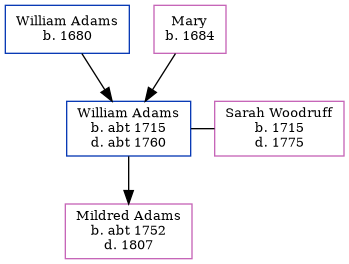 William Adams
b. 1680
Mary
b. 1684
William Adams
b. abt 1715
d. abt 1760
Sarah Woodruff
b. 1715
d. 1775
Mildred Adams
b. abt 1752
d. 1807